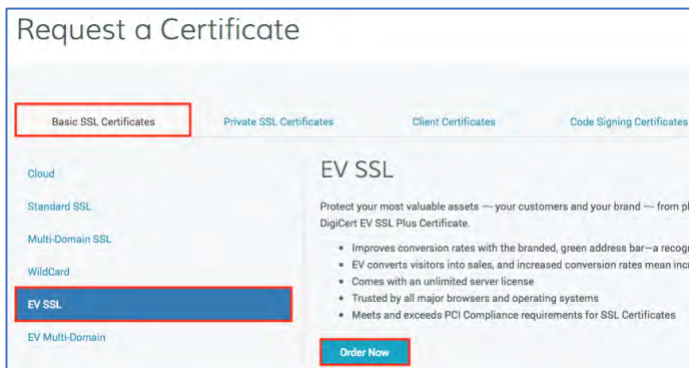 Request a Certificate
Basic SSL Certificates Private SSL Certificates Client Certificates Code Signing Certificates
Cloud
Standard SSL
Multi-Domain SSL
WildCard
EV SSL
EV Multi-Domain
EV SSL
Protect your most valuable assets — your customers and your brand — from
DigiCert EV SSL Plus Certificate.
• Improves conversion rates with the branded, green address bar—a
• EV converts visitors into sales, and increased conversion rates mean
• Comes with an unlimited server license
• Trusted by all major browsers and operating systems
• Meets and exceeds PCI Compliance requirements for SSL Certificates
Order Now